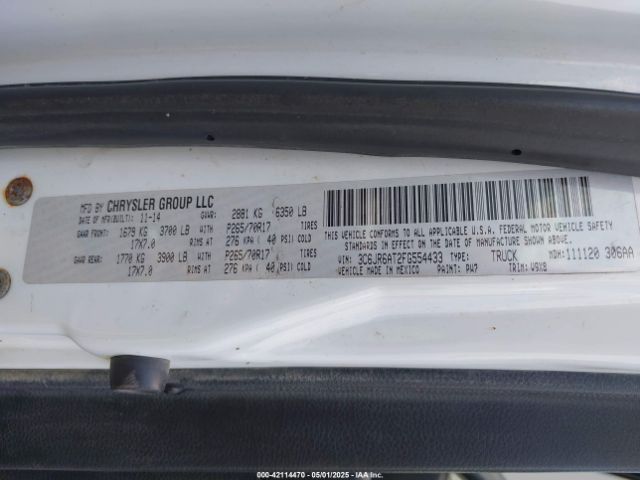 MFD BY CHRYSLER GROUP LLC
DATE OF MFR(BUILT): 11-14 GVWR: 2881 KG 6350 LB
GAWR FRONT: 1679 KG 3700 LB WITH P265/70R17 TIRES
17X7.0 RIMS AT 276 KPA ( 40 PSI) COLD
GAWR REAR: 1770 KG 3900 LB WITH P265/70R17 TIRES
17X7.0 RIMS AT 276 KPA ( 40 PSI) COLD
THIS VEHICLE CONFORMS TO ALL APPLICABLE U.S.A. FEDERAL MOTOR VEHICLE SAFETY
STANDARDS IN EFFECT ON THE DATE OF MANUFACTURE SHOWN ABOVE.
VIN: 3C6JR6AT2FG554433 TYPE: TRUCK MDH: 111120 306AA
MADE IN MEXICO PAINT: PW7 TRIM: V9X8
000-42114470 - 05/01/2025 - IAA Inc.